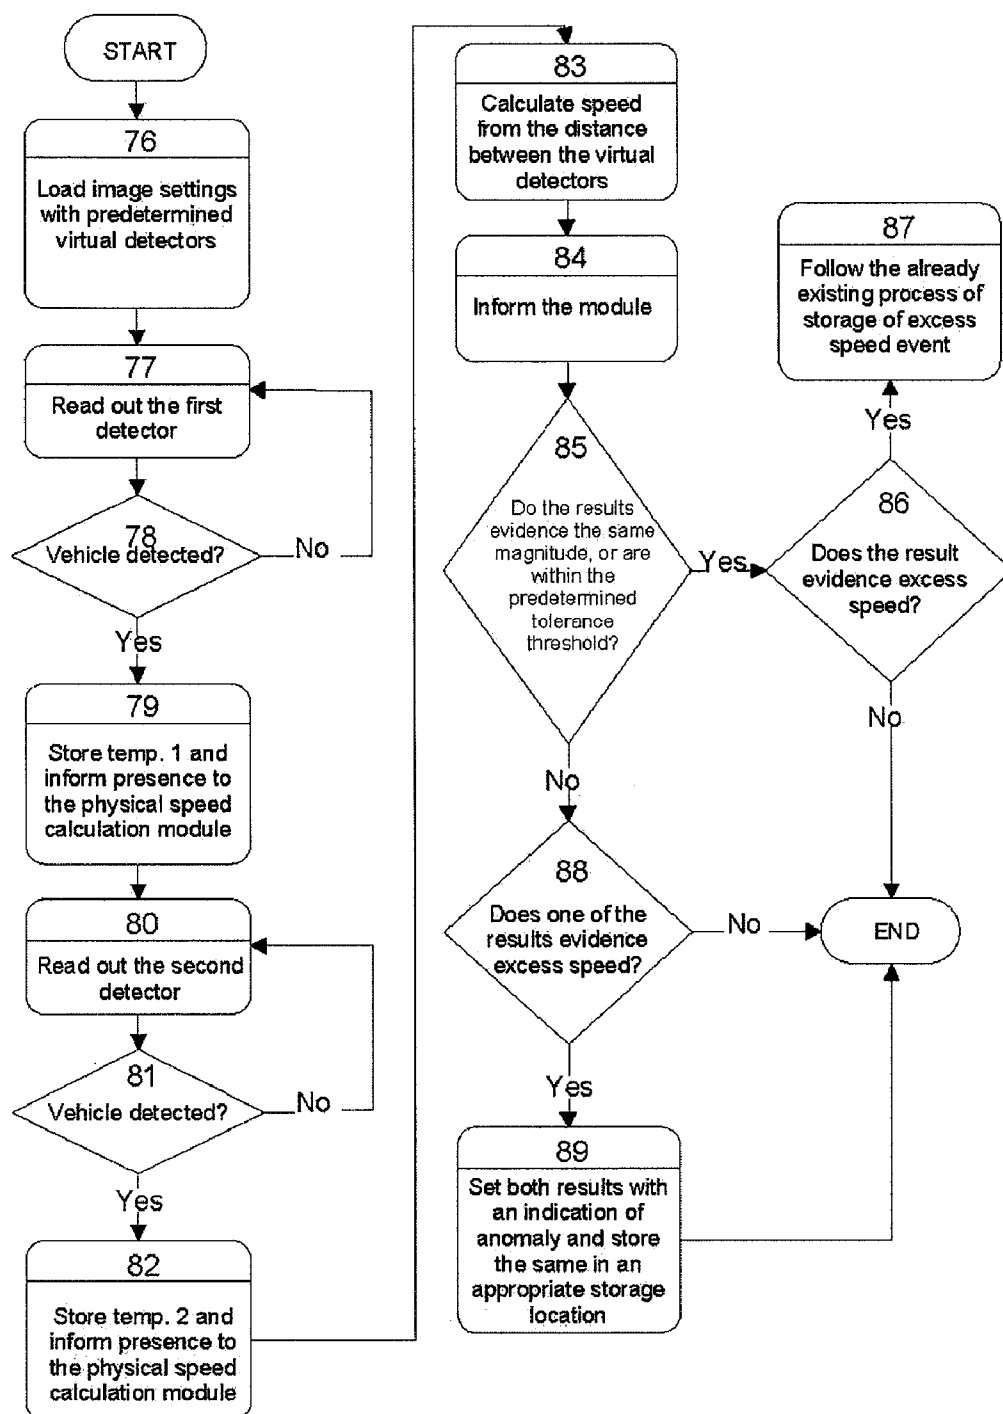 START
76
Load image settings
with predetermined
virtual detectors
77
Read out the first
detector
78
Vehicle detected?
No
Yes
79
Store temp. 1 and
inform presence to
the physical speed
calculation module
80
Read out the second
detector
81
Vehicle detected?
No
Yes
82
Store temp. 2 and
inform presence to
the physical speed
calculation module
83
Calculate speed
from the distance
between the virtual
detectors
84
Inform the module
85
Do the results
evidence the same
magnitude, or are
within the
predetermined
tolerance
threshold?
Yes
No
86
Does the result
evidence excess
speed?
Yes
No
87
Follow the already
existing process of
storage of excess
speed event
88
Does one of the
results evidence
excess speed?
No
Yes
89
Set both results with
an indication of
anomaly and store
the same in an
appropriate storage
location
END